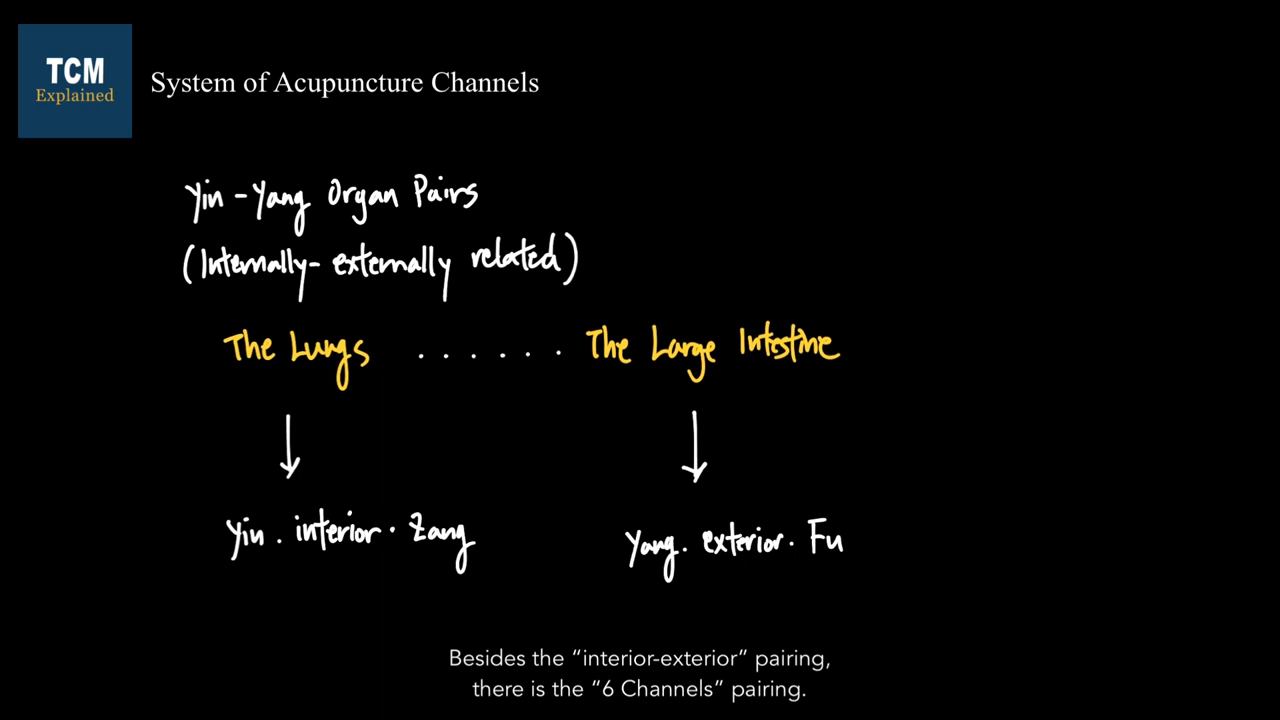 TCM
Explained
System of Acupuncture Channels
Yin-Yang Organ Pairs
(Internally-externally related)
The Lungs ...... The Large Intestine
Yin. interior. Zang
Yang. exterior. Fu
Besides the “interior-exterior” pairing,
there is the “6 Channels” pairing.